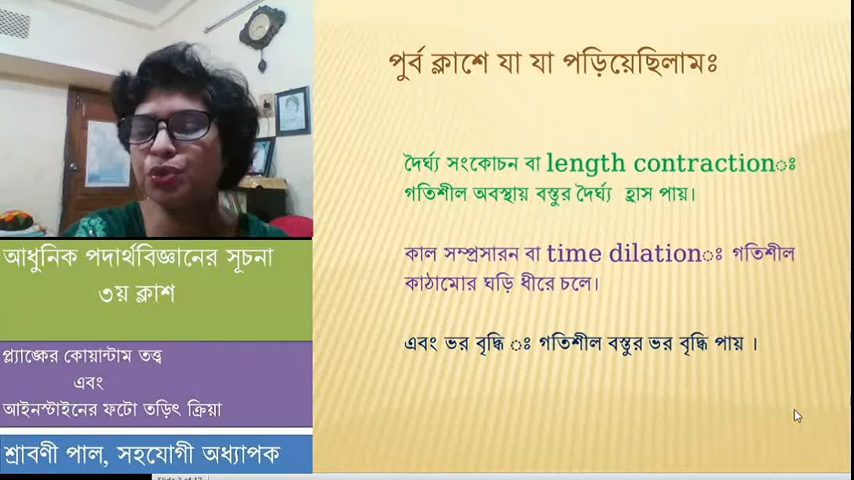 পুর্ব ক্লাশে যা যা পড়িয়েছিলামঃ
দৈর্ঘ্য সংকোচন বা length contractionঃ
গতিশীল অবস্থায় বস্তুর দৈর্ঘ্য হ্রাস পায়।
কাল সম্প্রসারন বা time dilationঃ গতিশীল
কাঠামোর ঘড়ি ধীরে চলে।
এবং ভর বৃদ্ধি ঃ গতিশীল বস্তুর ভর বৃদ্ধি পায় ।
আধুনিক পদার্থবিজ্ঞানের সূচনা
৩য় ক্লাশ
প্ল্যাঙ্কের কোয়ান্টাম তত্ত্ব
এবং
আইনস্টাইনের ফটো তড়িৎ ক্রিয়া
শ্রাবণী পাল, সহযোগী অধ্যাপক